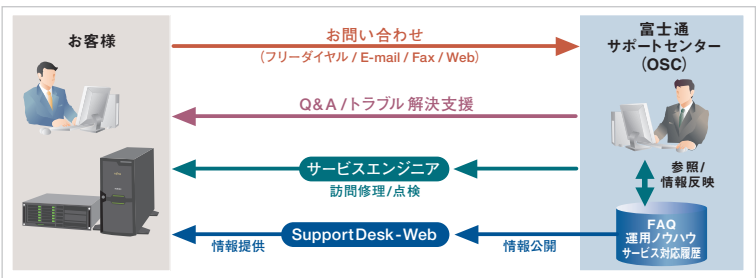 お客様
お問い合わせ
（フリーダイヤル / E-mail / Fax / Web）
富士通
サポートセンター
（OSC）
Q&A /トラブル 解決支援
サービスエンジニア
訪問修理/点検
参照/
情報反映
情報提供
SupportDesk-Web
情報公開
FAQ
運用ノウハウ
サービス対応履歴